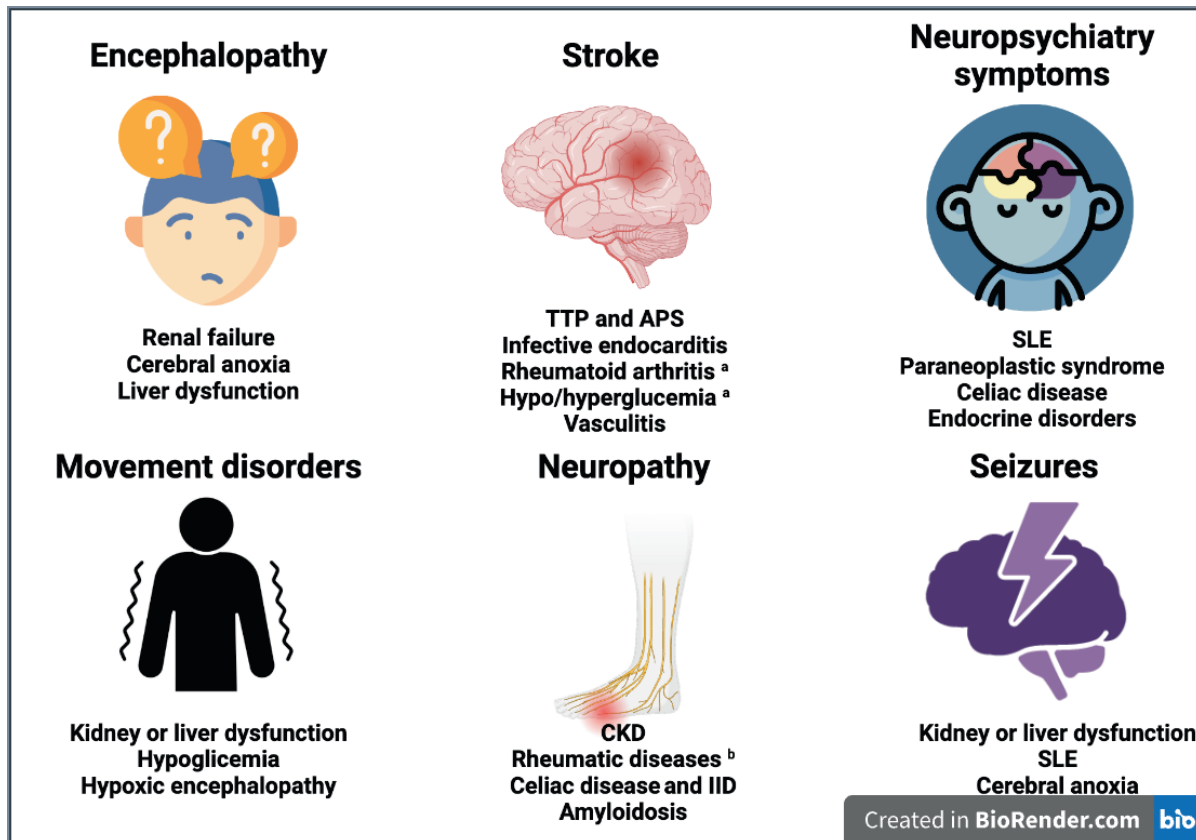 Encephalopathy
Stroke
Neuropsychiatry
symptoms
?
?
Renal failure
Cerebral anoxia
Liver dysfunction
TTP and APS
Infective endocarditis
Rheumatoid arthritis ᵃ
Hypo/hyperglucemia ᵃ
Vasculitis
SLE
Paraneoplastic syndrome
Celiac disease
Endocrine disorders
Movement disorders
Neuropathy
Seizures
Kidney or liver dysfunction
Hypoglicemia
Hypoxic encephalopathy
CKD
Rheumatic diseases ᵇ
Celiac disease and IID
Amyloidosis
Kidney or liver dysfunction
SLE
Cerebral anoxia
Created in BioRender.com bio